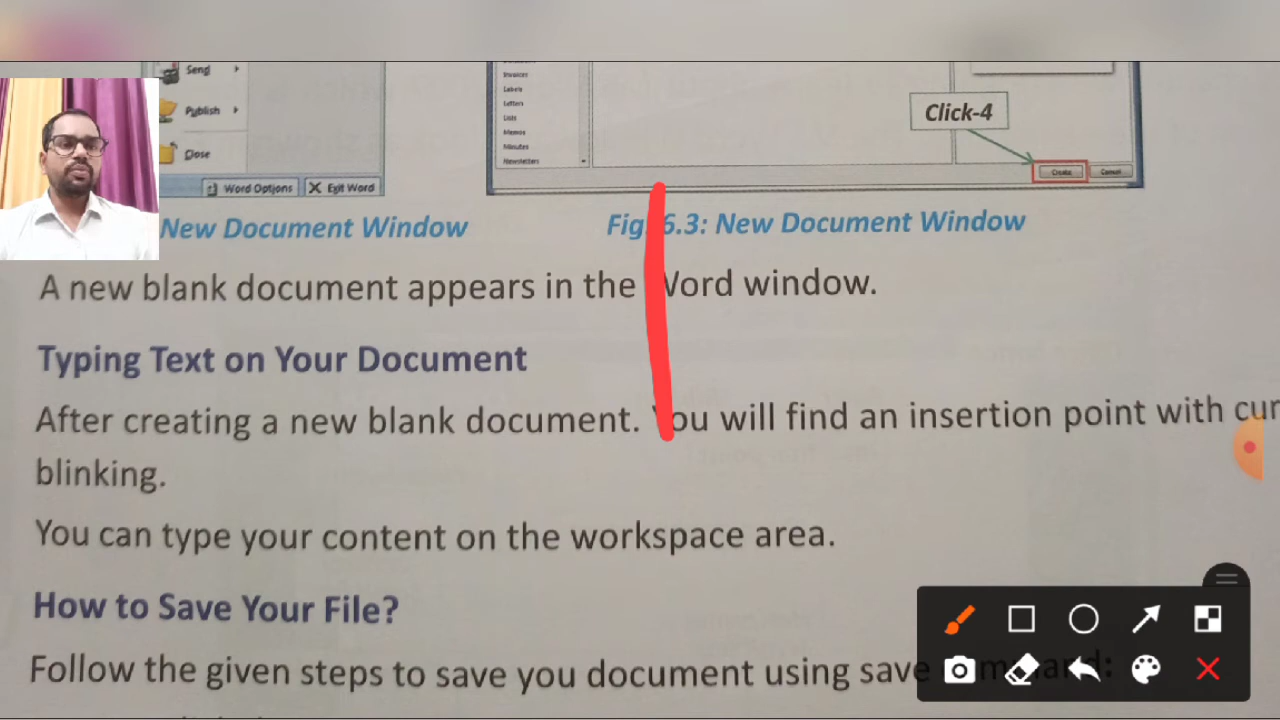 Send
Publish
Close
Word Options
Exit Word
Invoices
Labels
Letters
Lists
Memos
Minutes
Newsletters
Click-4
Create
Cancel
New Document Window
Fig. 6.3: New Document Window
A new blank document appears in the Word window.
Typing Text on Your Document
After creating a new blank document. You will find an insertion point with cur
blinking.
You can type your content on the workspace area.
How to Save Your File?
Follow the given steps to save you document using save